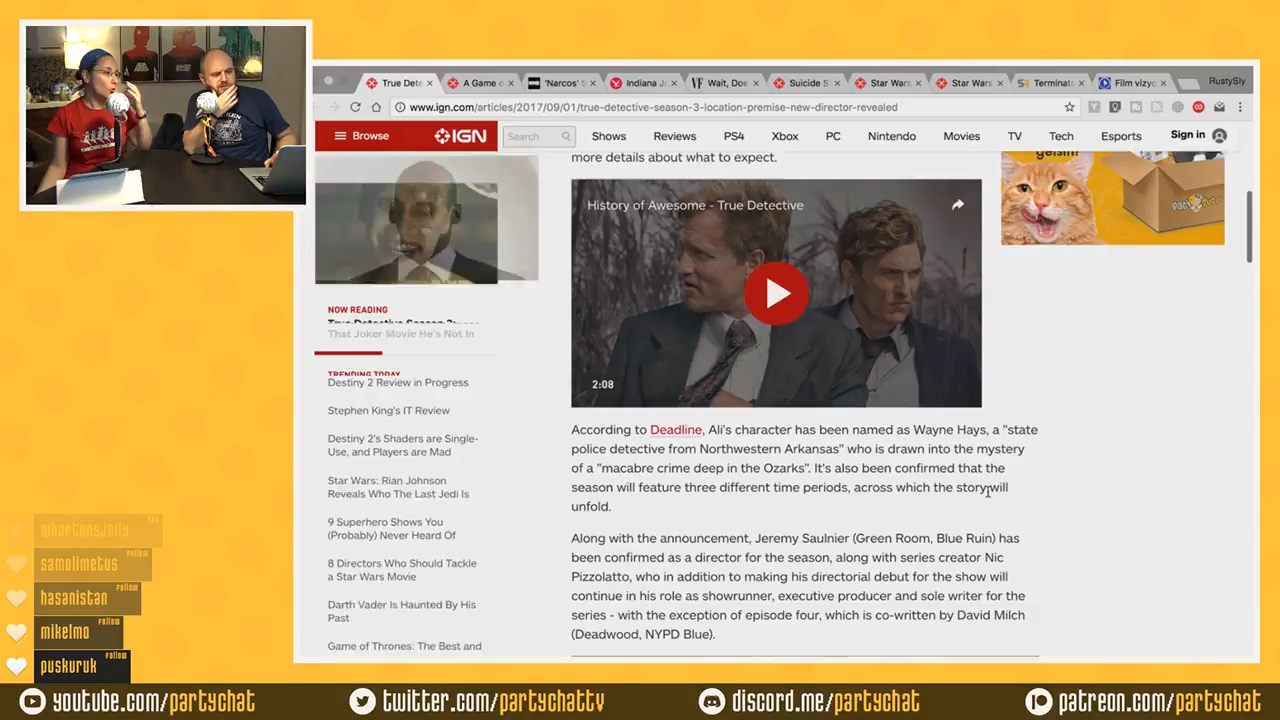 True Dete
A Game o
'Narcos' S
Indiana J
Wait, Doe
Suicide S
Star Wars
Star Wars
Terminat
Film vizyo
RustySly
www.ign.com/articles/2017/09/01/true-detective-season-3-location-premise-new-director-revealed
Browse
IGN
Search
Shows
Reviews
PS4
Xbox
PC
Nintendo
Movies
TV
Tech
Esports
Sign in
more details about what to expect.
History of Awesome - True Detective
2:08
NOW READING
That Joker Movie He's Not In
TRENDING TODAY
Destiny 2 Review in Progress
Stephen King's IT Review
Destiny 2's Shaders are Single-
Use, and Players are Mad
Star Wars: Rian Johnson
Reveals Who The Last Jedi Is
9 Superhero Shows You
(Probably) Never Heard Of
8 Directors Who Should Tackle
a Star Wars Movie
Darth Vader Is Haunted By His
Past
Game of Thrones: The Best and
According to Deadline, Ali's character has been named as Wayne Hays, a "state
police detective from Northwestern Arkansas" who is drawn into the mystery
of a "macabre crime deep in the Ozarks". It's also been confirmed that the
season will feature three different time periods, across which the story will
unfold.
Along with the announcement, Jeremy Saulnier (Green Room, Blue Ruin) has
been confirmed as a director for the season, along with series creator Nic
Pizzolatto, who in addition to making his directorial debut for the show will
continue in his role as showrunner, executive producer and sole writer for the
series - with the exception of episode four, which is co-written by David Milch
(Deadwood, NYPD Blue).
whartonsjelly
samolimetus Follow
hasanistan Follow
mikelmo Follow
puskuruk Follow
youtube.com/partychat
twitter.com/partychattv
discord.me/partychat
patreon.com/partychat